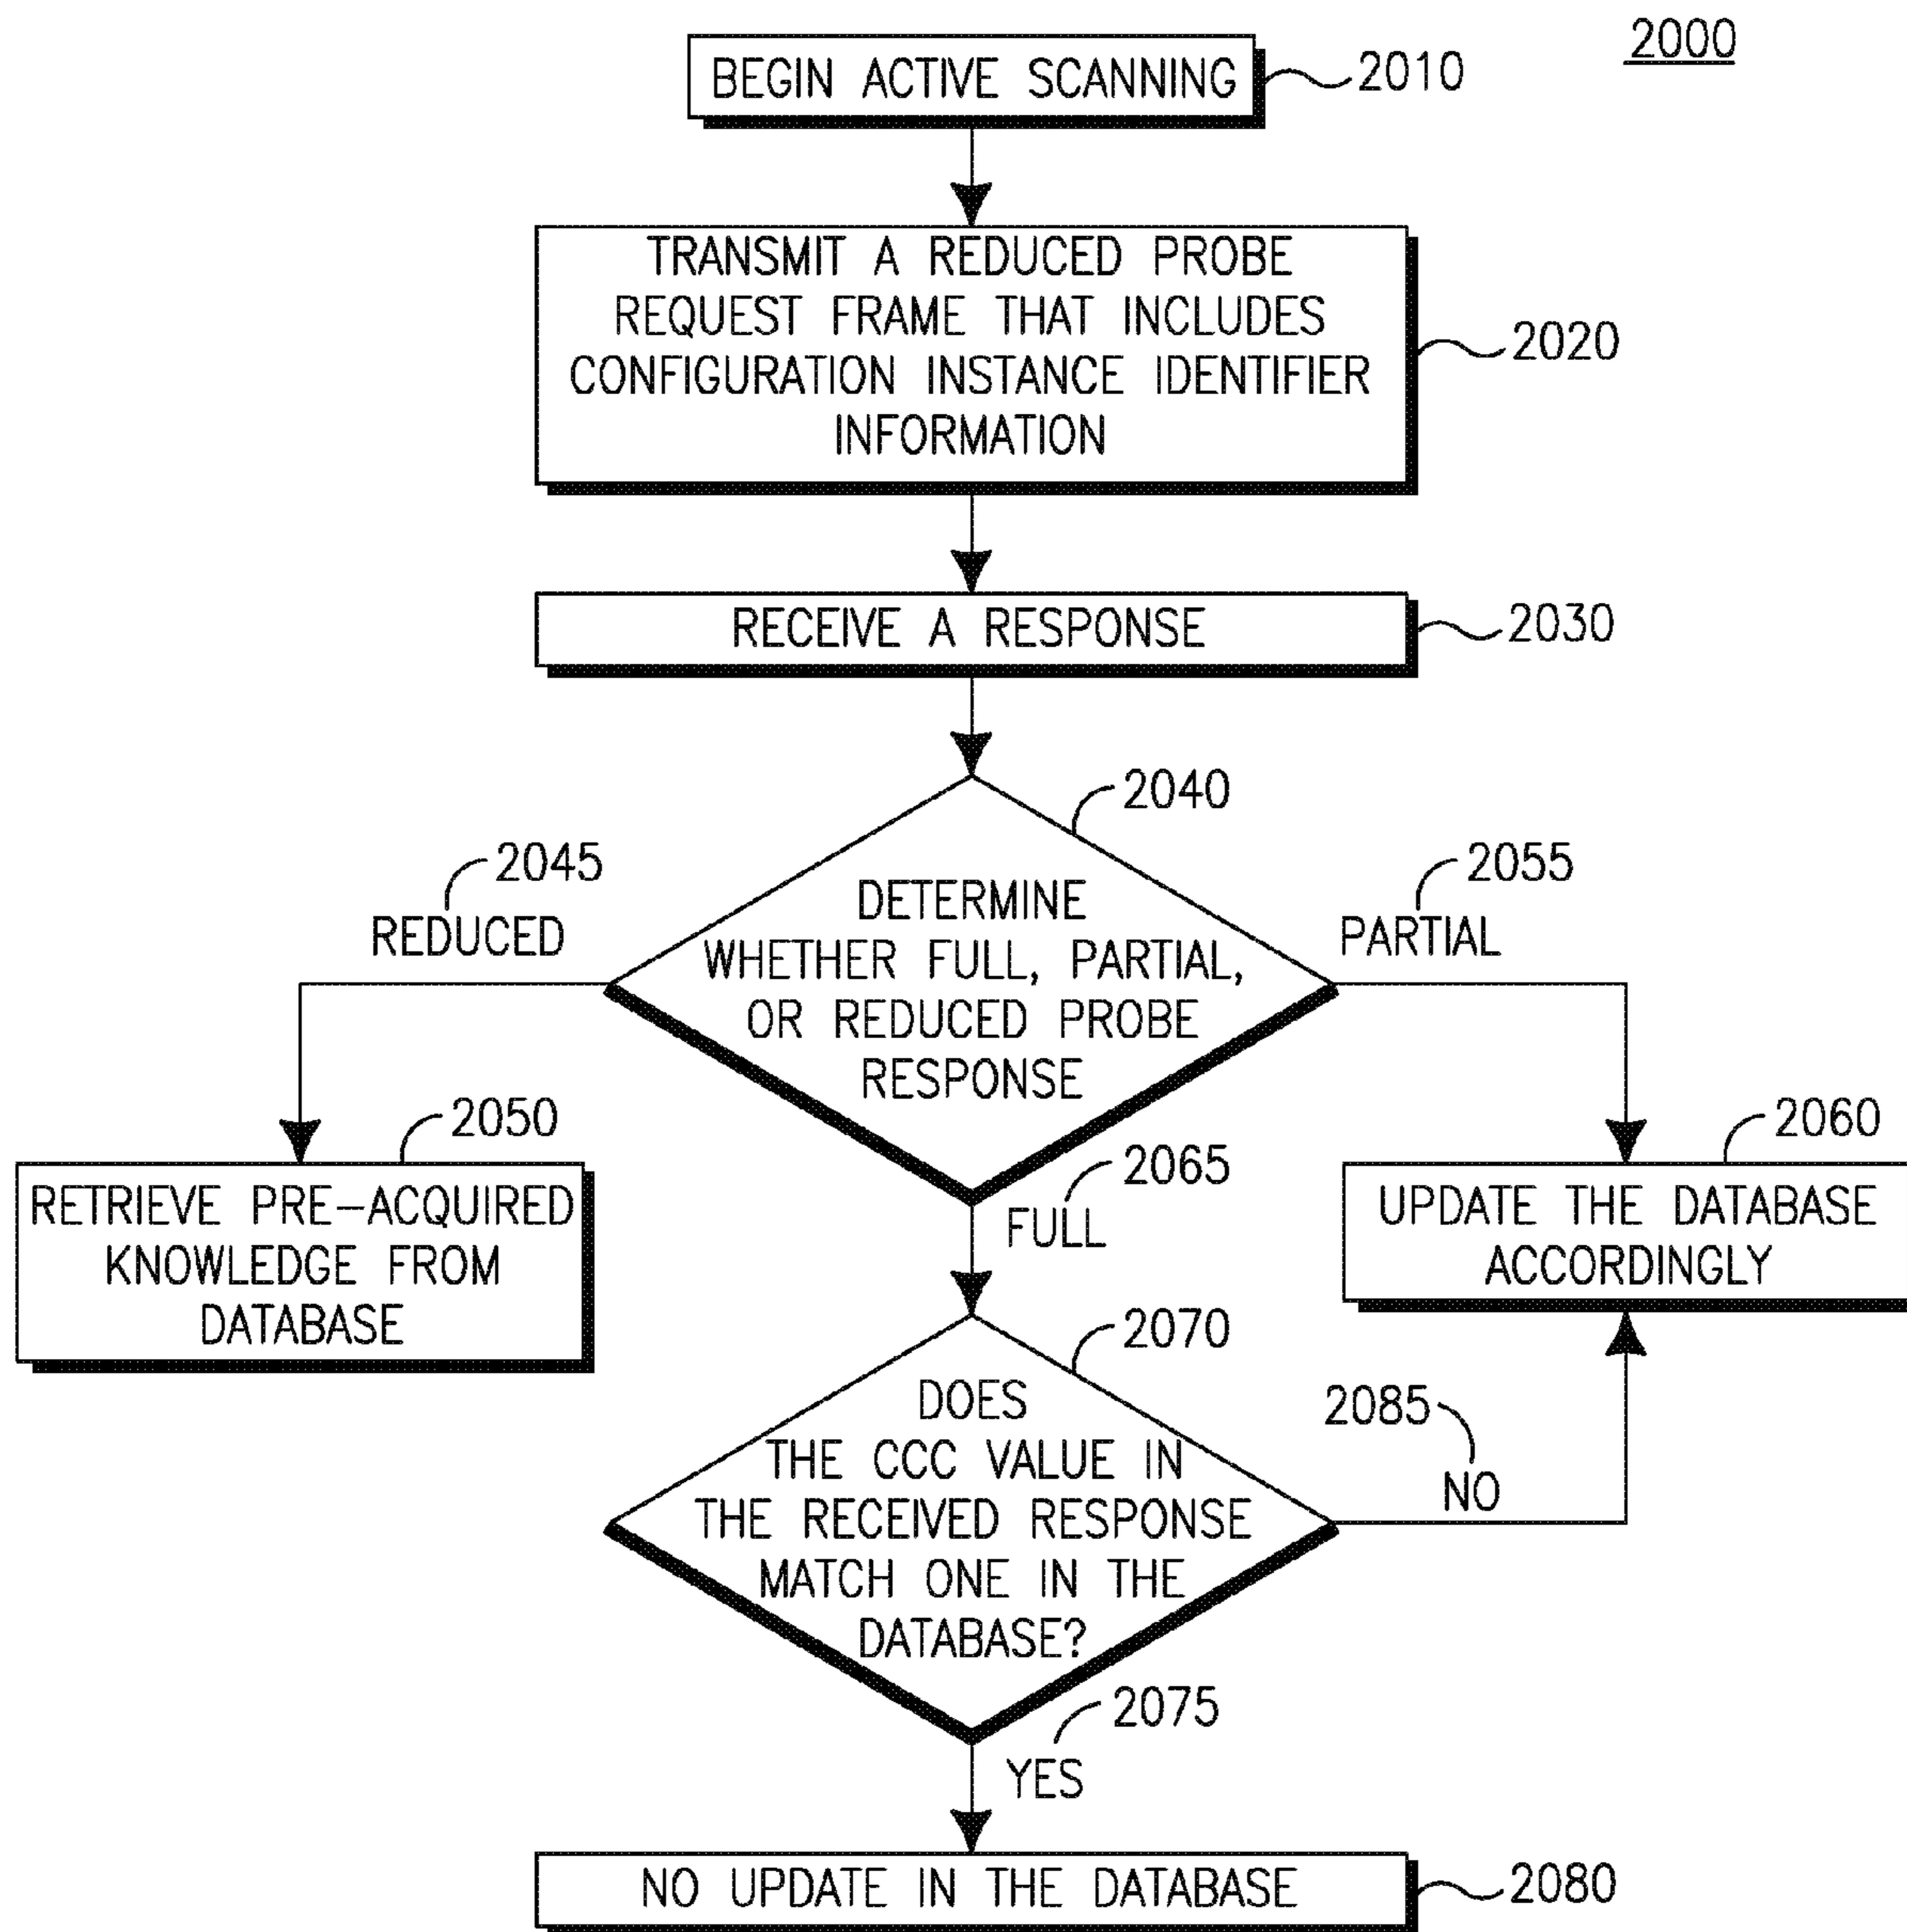 2000
BEGIN ACTIVE SCANNING
2010
TRANSMIT A REDUCED PROBE
REQUEST FRAME THAT INCLUDES
CONFIGURATION INSTANCE IDENTIFIER
INFORMATION
2020
RECEIVE A RESPONSE
2030
2040
DETERMINE
WHETHER FULL, PARTIAL,
OR REDUCED PROBE
RESPONSE
2045
REDUCED
2055
PARTIAL
2050
RETRIEVE PRE-ACQUIRED
KNOWLEDGE FROM
DATABASE
2065
FULL
2060
UPDATE THE DATABASE
ACCORDINGLY
2070
DOES
THE CCC VALUE IN
THE RECEIVED RESPONSE
MATCH ONE IN THE
DATABASE?
2085
NO
2075
YES
NO UPDATE IN THE DATABASE
2080